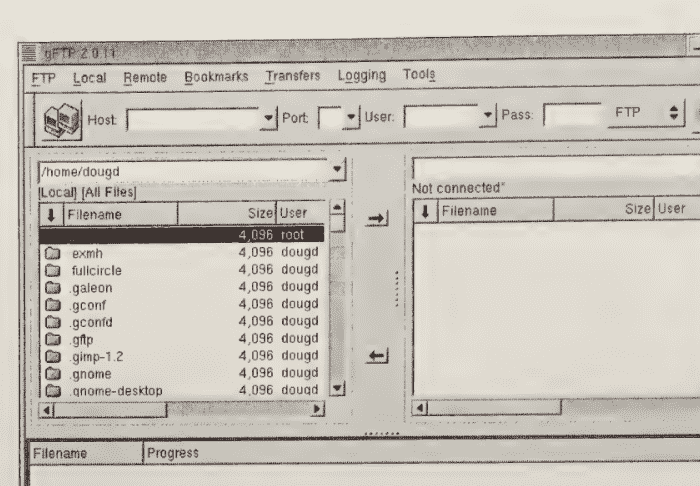 gFTP 2.0.11
FTP Local Remote Bookmarks Transfers Logging Tools
Host: Port: User: Pass: FTP
/home/dougd
[Local] [All Files]
Filename Size User
4,096 root
exmh 4,096 dougd
fullcircle 4,096 dougd
.galeon 4,096 dougd
.gconf 4,096 dougd
.gconfd 4,096 dougd
.gftp 4,096 dougd
.gimp-1.2 4,096 dougd
.gnome 4,096 dougd
.gnome-desktop 4,096 dougd
Not connected*
Filename Size User
Filename Progress